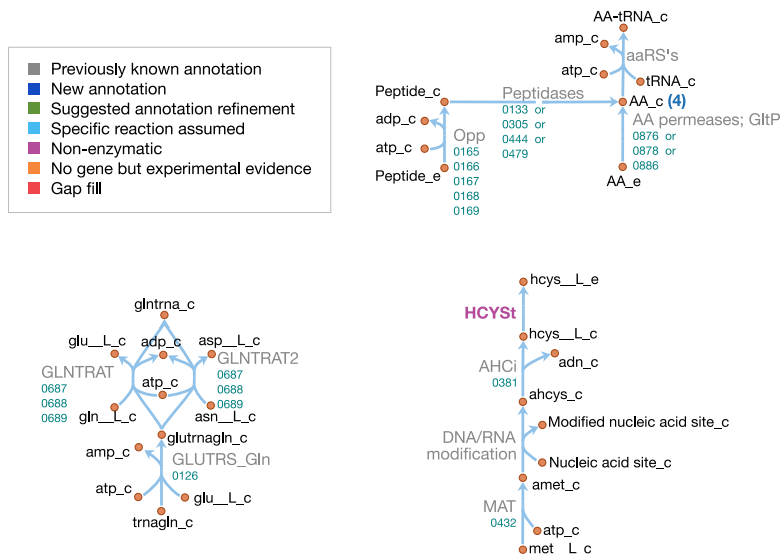 Previously known annotation
New annotation
Suggested annotation refinement
Specific reaction assumed
Non-enzymatic
No gene but experimental evidence
Gap fill
AA-tRNA_c
amp_c
aaRS's
atp_c
tRNA_c
Peptide_c
Peptidases
AA_c (4)
0133 or
0305 or
0444 or
0479
adp_c
atp_c
Opp
0165
0166
0167
0168
0169
Peptide_e
AA permeases; GltP
0876 or
0878 or
0886
AA_e
glntrna_c
glu__L_c
adp_c
asp__L_c
GLNTRAT
0687
0688
0689
GLNTRAT2
0687
0688
0689
atp_c
gln__L_c
asn__L_c
glutrnagln_c
amp_c
GLUTRS_Gln
0126
atp_c
glu__L_c
trnagln_c
hcys__L_e
HCYSt
hcys__L_c
AHCi
0381
adn_c
ahcys_c
Modified nucleic acid site_c
DNA/RNA
modification
Nucleic acid site_c
amet_c
MAT
0432
atp_c
met__L_c